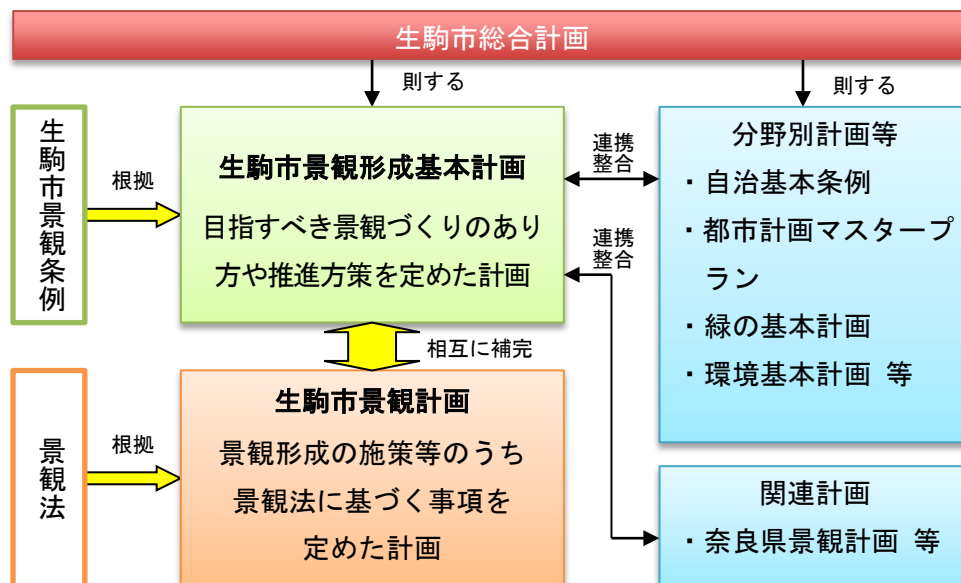 生駒市総合計画
則する
則する
生駒市景観条例
根拠
生駒市景観形成基本計画
目指すべき景観づくりのあり
方や推進方策を定めた計画
連携
整合
連携
整合
分野別計画等
・自治基本条例
・都市計画マスタープ
ラン
・緑の基本計画
・環境基本計画 等
相互に補完
景観法
根拠
生駒市景観計画
景観形成の施策等のうち
景観法に基づく事項を
定めた計画
関連計画
・奈良県景観計画 等